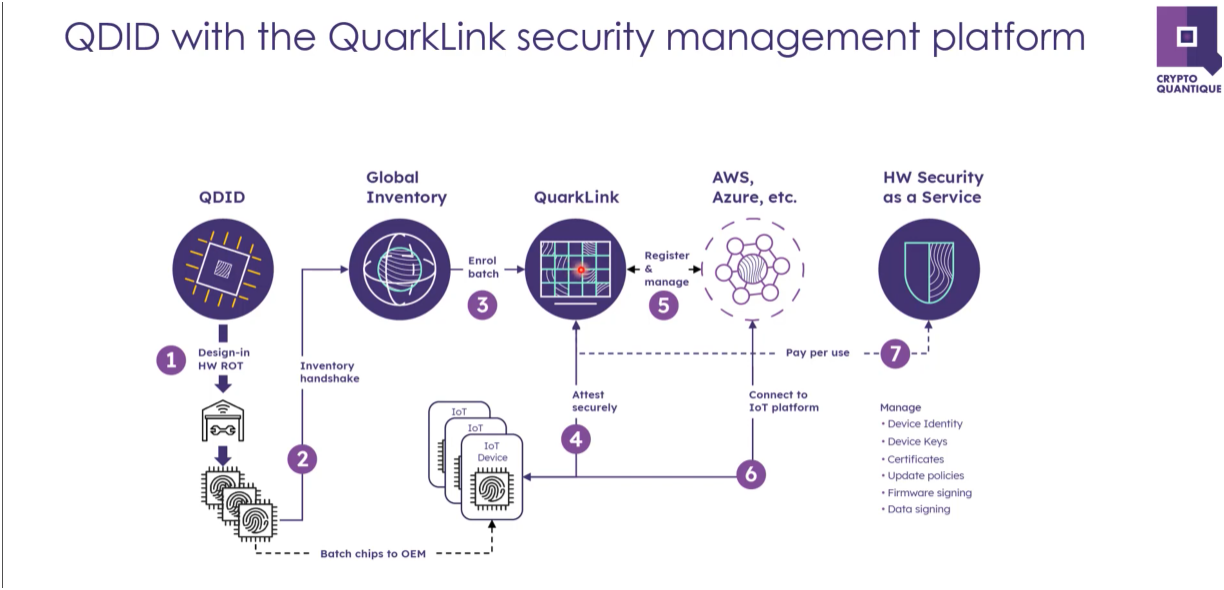 QDID with the QuarkLink security management platform
CRYPTO
QUANTIQUE
QDID
Global
Inventory
QuarkLink
AWS,
Azure, etc.
HW Security
as a Service
Enrol
batch
3
Register
&
manage
5
1
Design-in
HW ROT
Inventory
handshake
2
Pay per use
7
Attest
securely
4
Connect to
IoT platform
6
IoT
IoT
IoT
Device
Batch chips to OEM
Manage
• Device Identity
• Device Keys
• Certificates
• Update policies
• Firmware signing
• Data signing